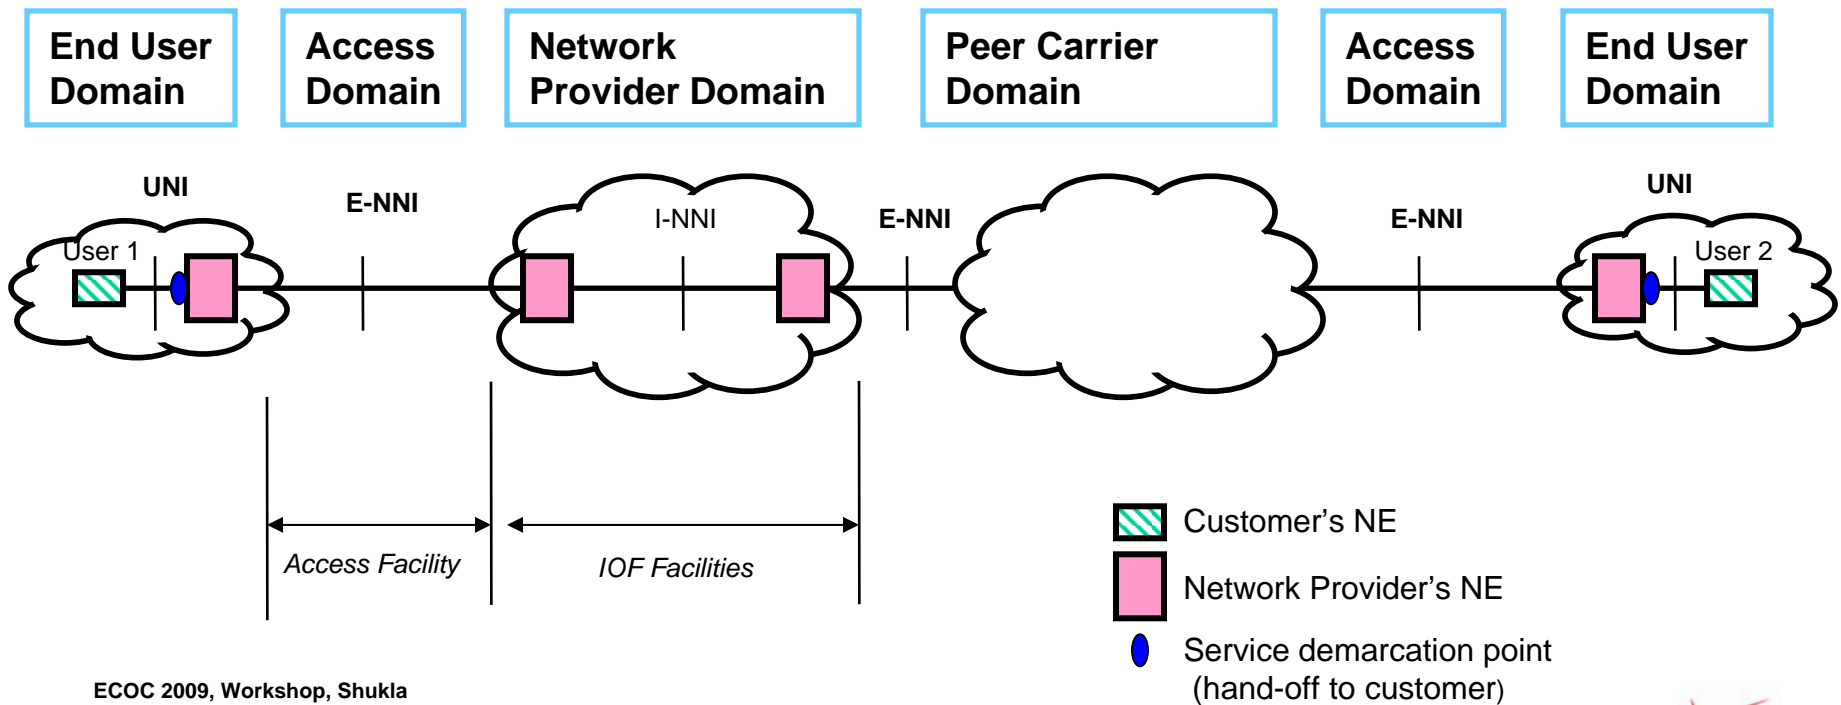 End User
Domain
Access
Domain
Network
Provider Domain
Peer Carrier
Domain
Access
Domain
End User
Domain
UNI
E-NNI
I-NNI
E-NNI
E-NNI
UNI
User 1
User 2
Access Facility
IOF Facilities
Customer's NE
Network Provider's NE
Service demarcation point
(hand-off to customer)
ECOC 2009, Workshop, Shukla